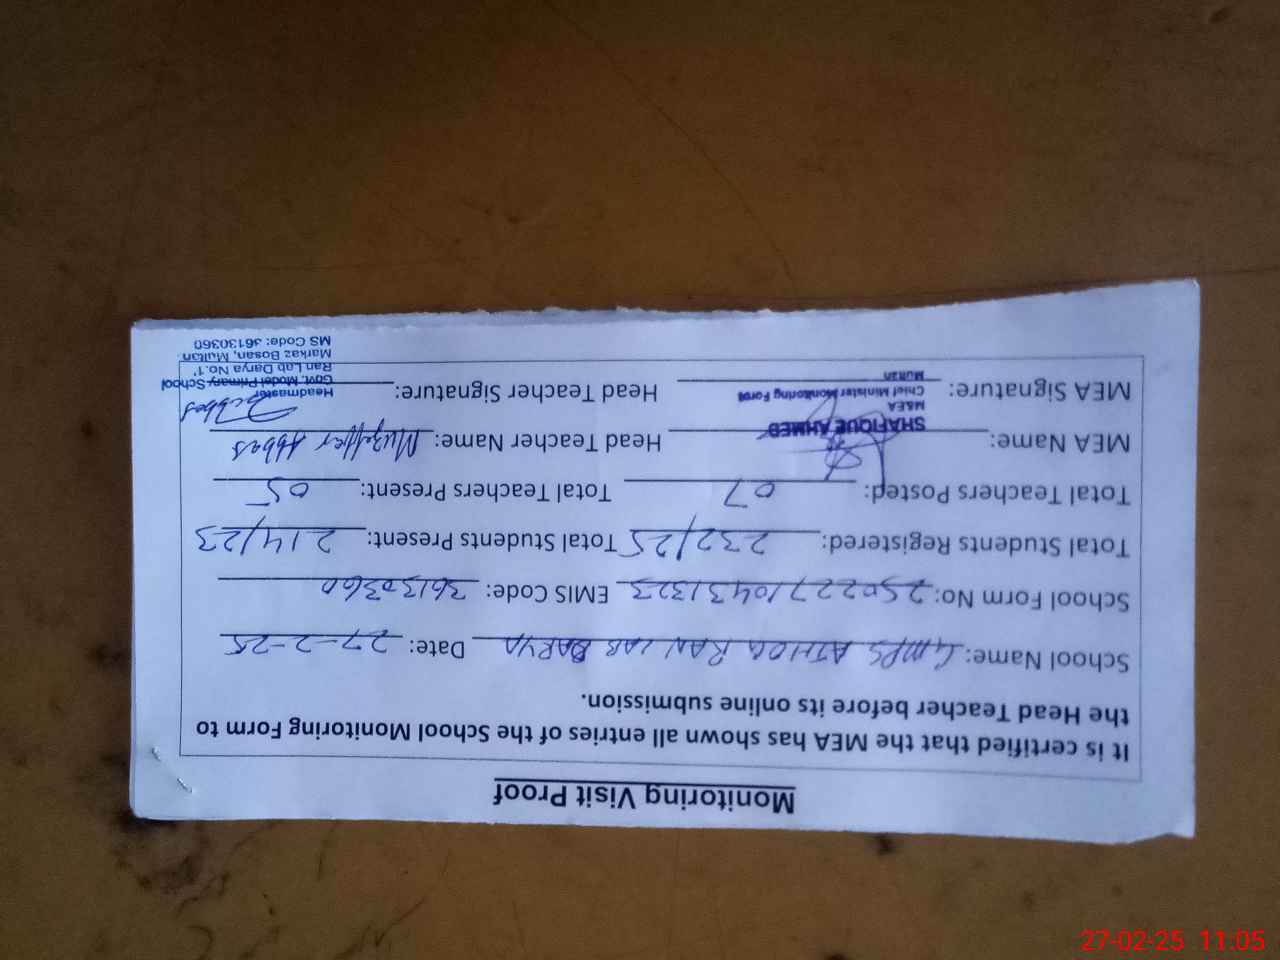 Monitoring Visit Proof
It is certified that the MEA has shown all entries of the School Monitoring Form to
the Head Teacher before its online submission.
School Name: GMPS RAN LAB DARYA Date: 27-2-25
School Form No: 25022710431323 EMIS Code: 36130360
Total Students Registered: 232/25 Total Students Present: 214/23
Total Teachers Posted: 07 Total Teachers Present: 05
MEA Name: SHAFIQUE AHMED Head Teacher Name: Muzaffer Abbas
M&EA
MEA Signature: Chief Minister Monitoring Force Head Teacher Signature:
Multan
Headmaster
Govt. Model Primary School
Ran Lab Darya No.1'
Markaz Bosan, Multan
MS Code: 36130360
27-02-25 11:05